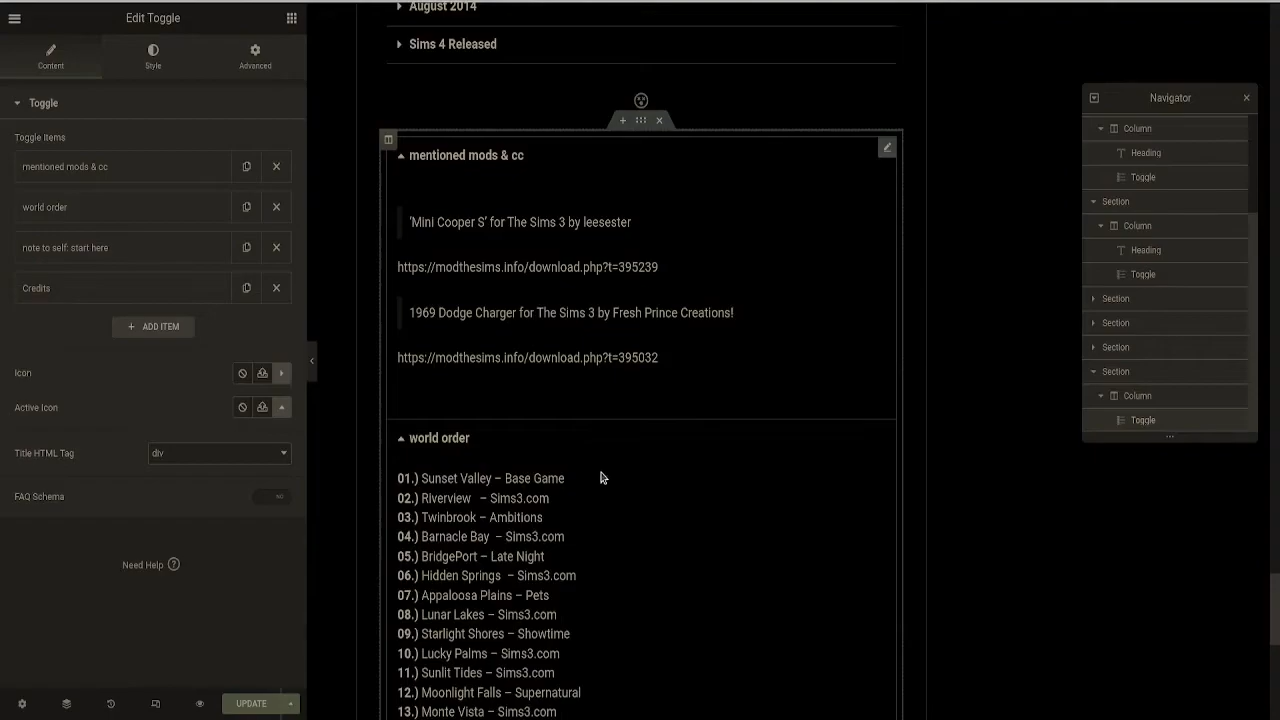 Edit Toggle
Content
Style
Advanced
Toggle
Toggle Items
mentioned mods & cc
world order
note to self: start here
Credits
ADD ITEM
Icon
Active Icon
Title HTML Tag
div
FAQ Schema
NO
Need Help
UPDATE
August 2014
Sims 4 Released
mentioned mods & cc
'Mini Cooper S' for The Sims 3 by leesester
https://modthesims.info/download.php?t=395239
1969 Dodge Charger for The Sims 3 by Fresh Prince Creations!
https://modthesims.info/download.php?t=395032
world order
01.) Sunset Valley – Base Game
02.) Riverview – Sims3.com
03.) Twinbrook – Ambitions
04.) Barnacle Bay – Sims3.com
05.) BridgePort – Late Night
06.) Hidden Springs – Sims3.com
07.) Appaloosa Plains – Pets
08.) Lunar Lakes – Sims3.com
09.) Starlight Shores – Showtime
10.) Lucky Palms – Sims3.com
11.) Sunlit Tides – Sims3.com
12.) Moonlight Falls – Supernatural
13.) Monte Vista – Sims3.com
Navigator
Column
Heading
Toggle
Section
Column
Heading
Toggle
Section
Section
Section
Section
Column
Toggle